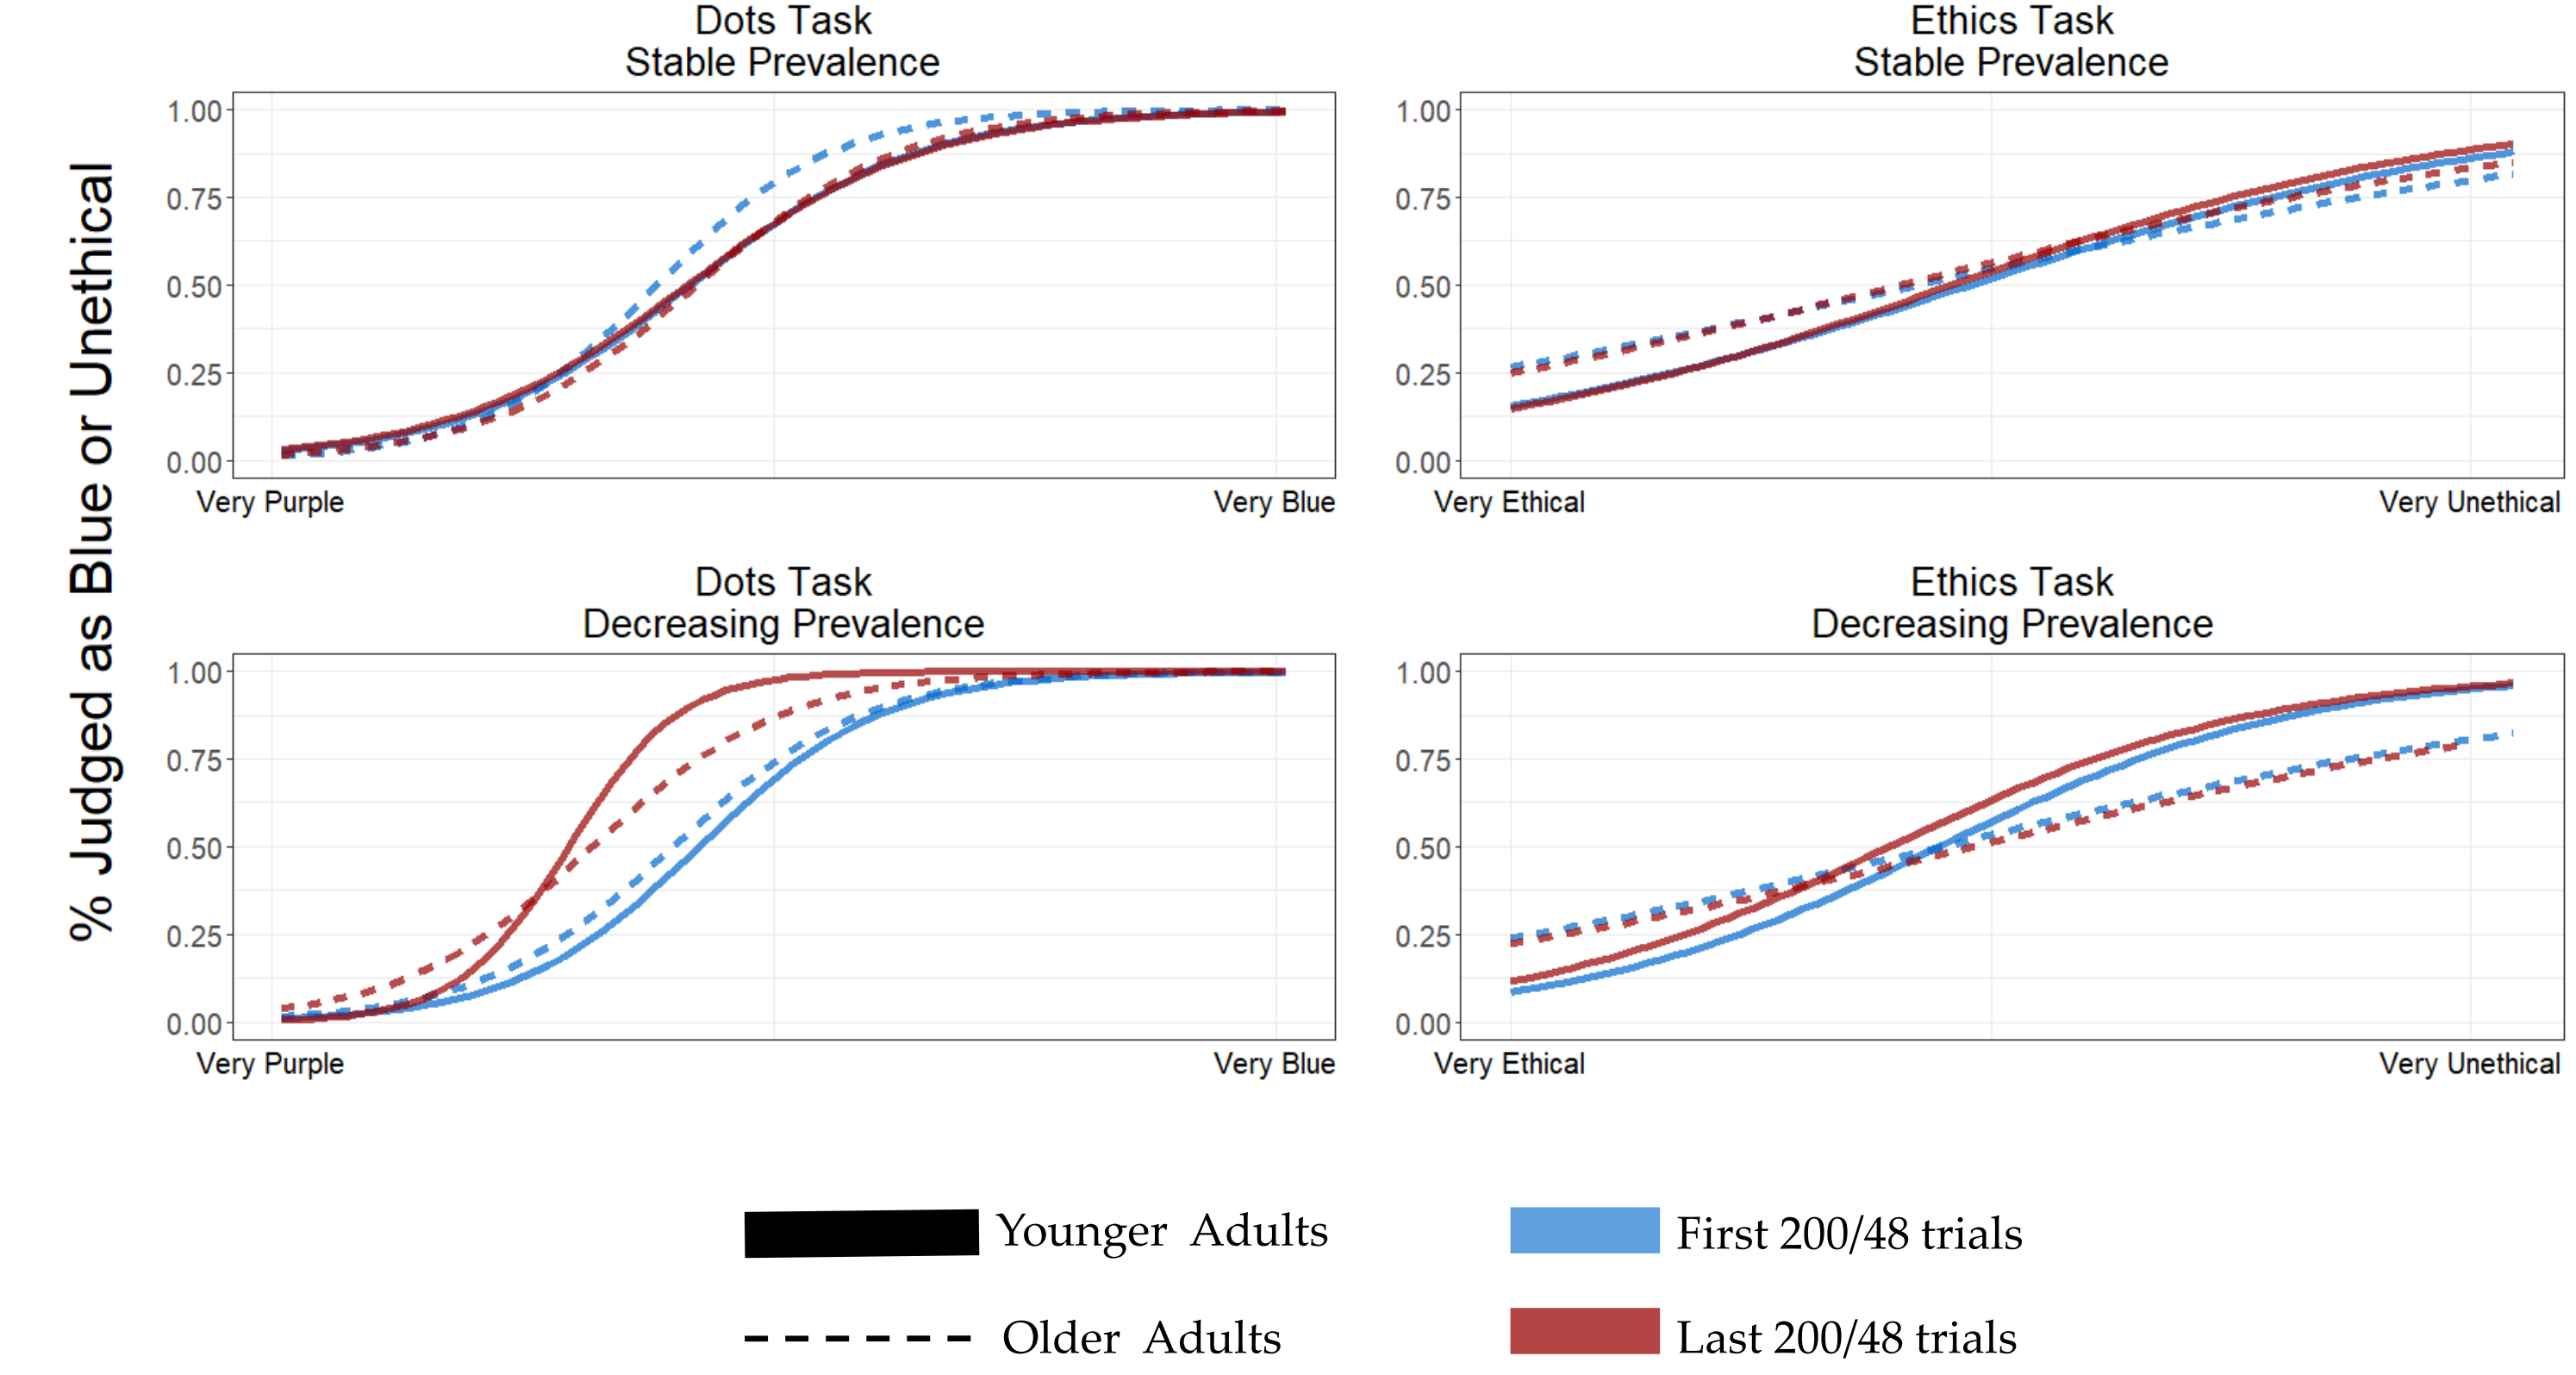 % Judged as Blue or Unethical
Dots Task
Stable Prevalence
1.00
0.75
0.50
0.25
0.00
Very Purple
Very Blue
Ethics Task
Stable Prevalence
1.00
0.75
0.50
0.25
0.00
Very Ethical
Very Unethical
Dots Task
Decreasing Prevalence
1.00
0.75
0.50
0.25
0.00
Very Purple
Very Blue
Ethics Task
Decreasing Prevalence
1.00
0.75
0.50
0.25
0.00
Very Ethical
Very Unethical
Younger Adults
First 200/48 trials
Older Adults
Last 200/48 trials